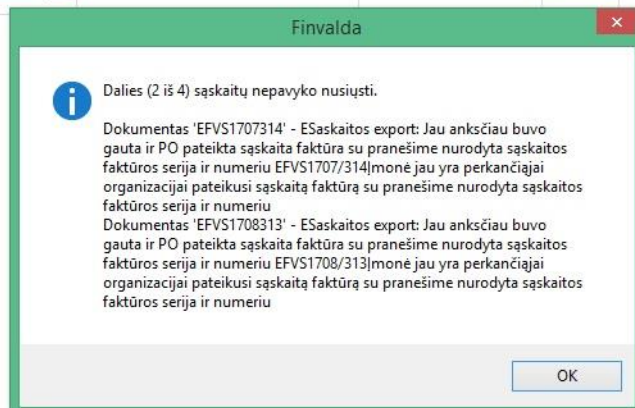 Finvalda
Dalies (2 iš 4) sąskaitų nepavyko nusiųsti.
Dokumentas 'EFVS1707314' - ESaskaitos export: Jau anksčiau buvo
gauta ir PO pateikta sąskaita faktūra su pranešime nurodyta sąskaitos
faktūros serija ir numeriu EFVS1707/314|monė jau yra perkančiajai
organizacijai pateikusi sąskaitą faktūrą su pranešime nurodyta sąskaitos
faktūros serija ir numeriu
Dokumentas 'EFVS1708313' - ESaskaitos export: Jau anksčiau buvo
gauta ir PO pateikta sąskaita faktūra su pranešime nurodyta sąskaitos
faktūros serija ir numeriu EFVS1708/313|monė jau yra perkančiajai
organizacijai pateikusi sąskaitą faktūrą su pranešime nurodyta sąskaitos
faktūros serija ir numeriu
OK